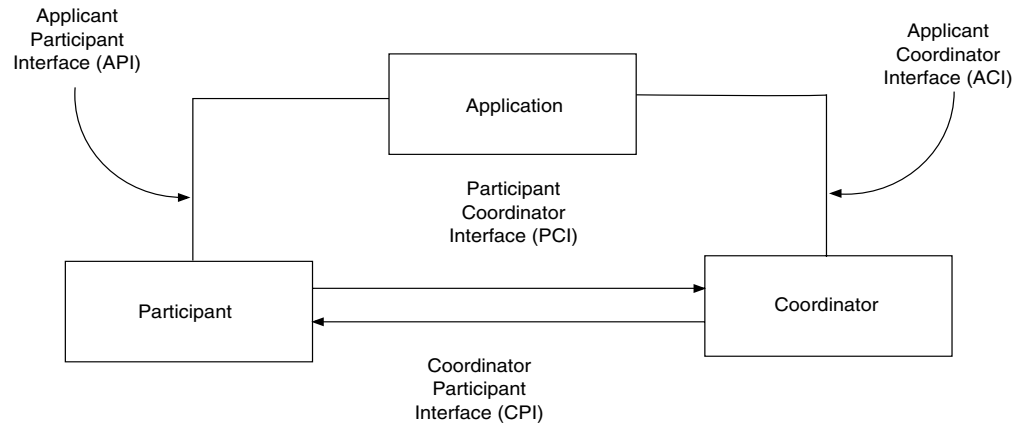 Applicant
Participant
Interface (API)
Applicant
Coordinator
Interface (ACI)
Application
Participant
Coordinator
Interface (PCI)
Participant
Coordinator
Coordinator
Participant
Interface (CPI)